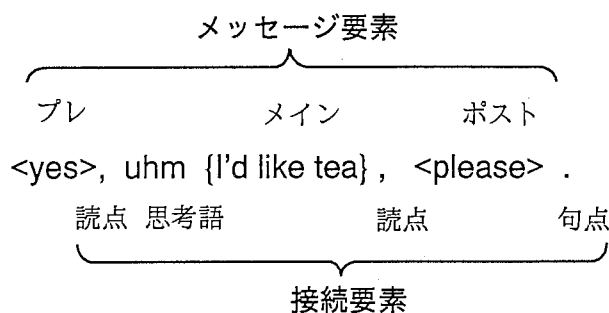 メッセージ要素
プレ メイン ポスト
<yes>, uhm {I'd like tea} , <please> .
読点 思考語 読点 句点
接続要素